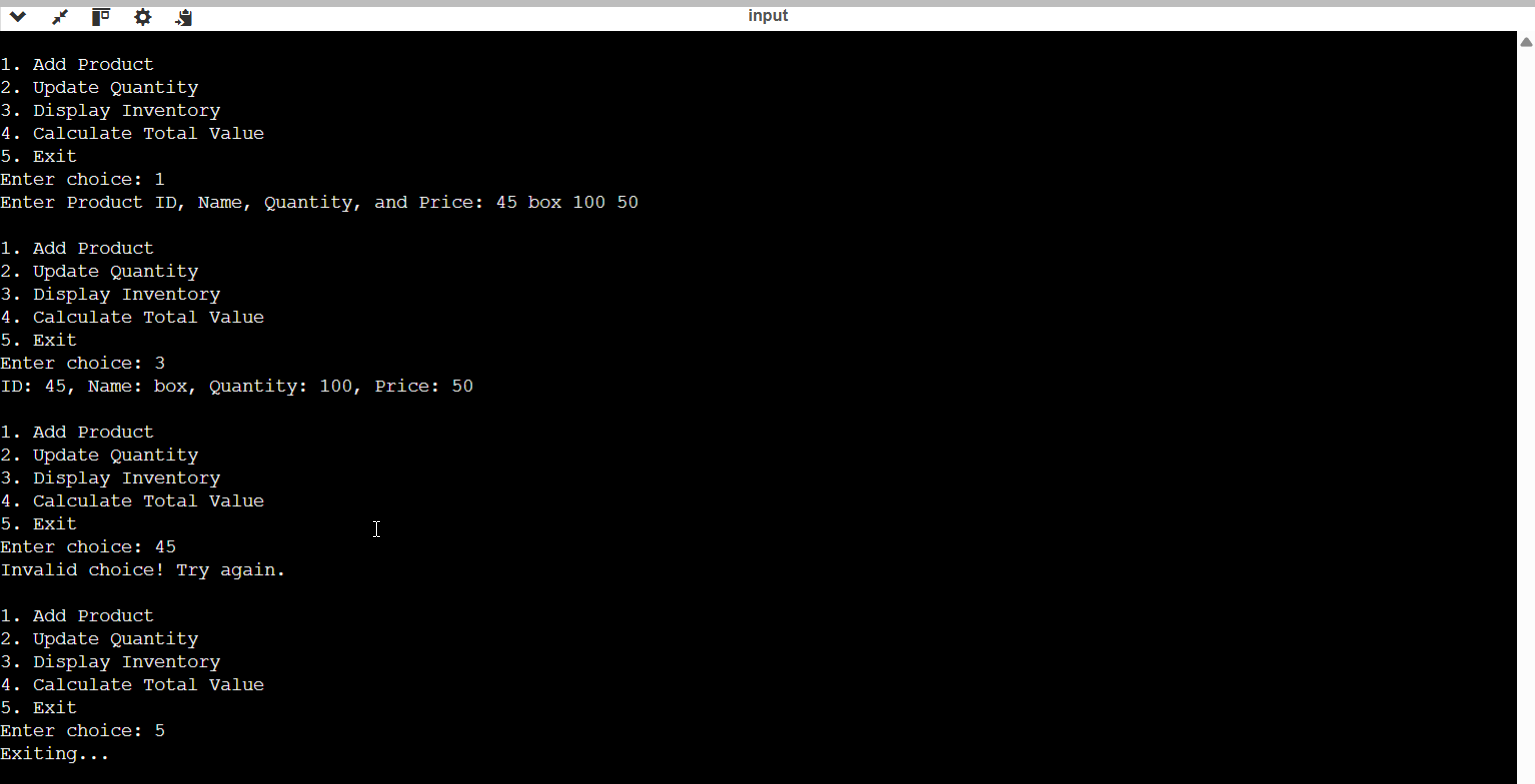 input
1. Add Product
2. Update Quantity
3. Display Inventory
4. Calculate Total Value
5. Exit
Enter choice: 1
Enter Product ID, Name, Quantity, and Price: 45 box 100 50
1. Add Product
2. Update Quantity
3. Display Inventory
4. Calculate Total Value
5. Exit
Enter choice: 3
ID: 45, Name: box, Quantity: 100, Price: 50
1. Add Product
2. Update Quantity
3. Display Inventory
4. Calculate Total Value
5. Exit
Enter choice: 45
Invalid choice! Try again.
1. Add Product
2. Update Quantity
3. Display Inventory
4. Calculate Total Value
5. Exit
Enter choice: 5
Exiting...